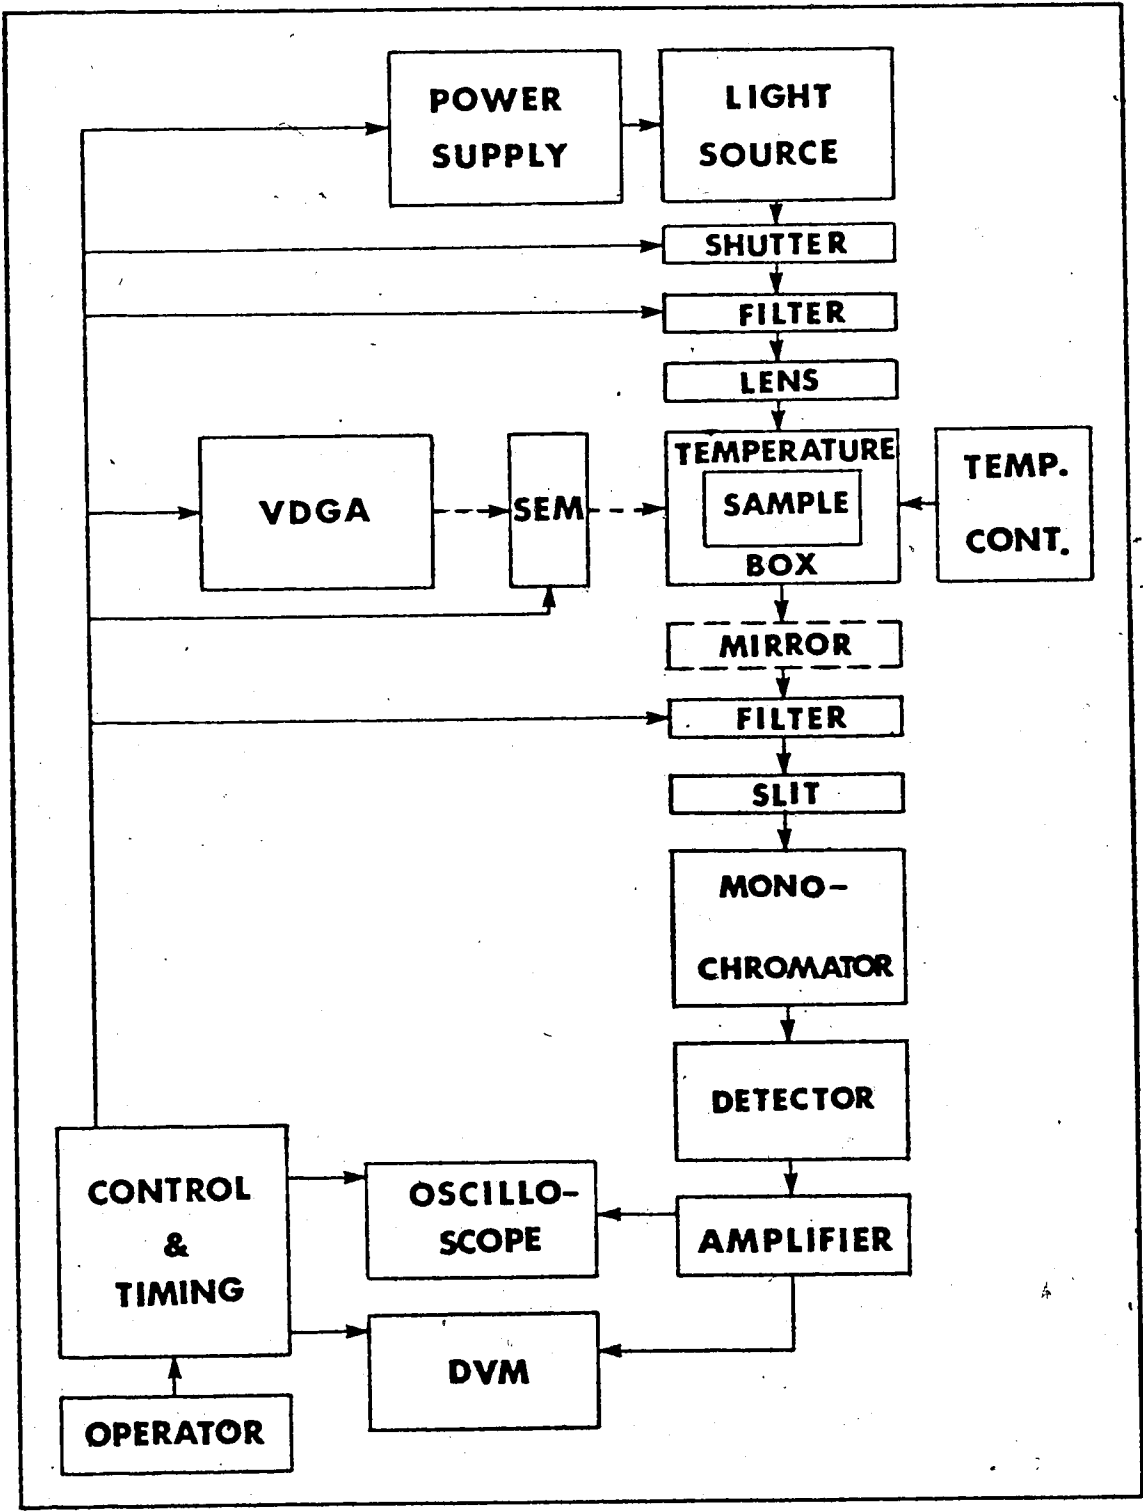 POWER
SUPPLY
LIGHT
SOURCE
SHUTTER
FILTER
LENS
VDGA
SEM
TEMPERATURE
SAMPLE
BOX
TEMP.
CONT.
MIRROR
FILTER
SLIT
MONO-
CHROMATOR
DETECTOR
CONTROL
&
TIMING
OSCILLO-
SCOPE
AMPLIFIER
DVM
OPERATOR